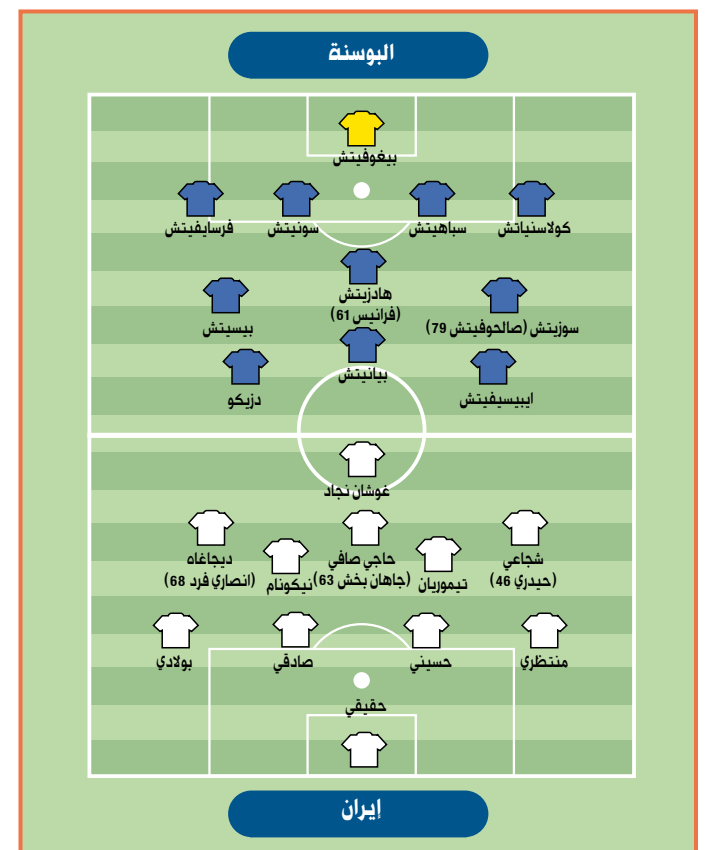 البوسنة
بيغوفيتش
كولاسنياتش سباهيتش سونيتش فرسايفيتش
هادزيتش
(فرانيس 61)
سوزيتش (صالحوفيتش 79) بيسيتش
بيانيتش
ايبيسيفيتش دزيكو
غوشان نجاد
شجاعي حاجي صافي ديجاغاه
(حيدري 46) تيموريان (جاهان بخش 63) نيكونام (انصاري فرد 68)
منتظري حسيني صادقي بولادي
حقيقي
إيران